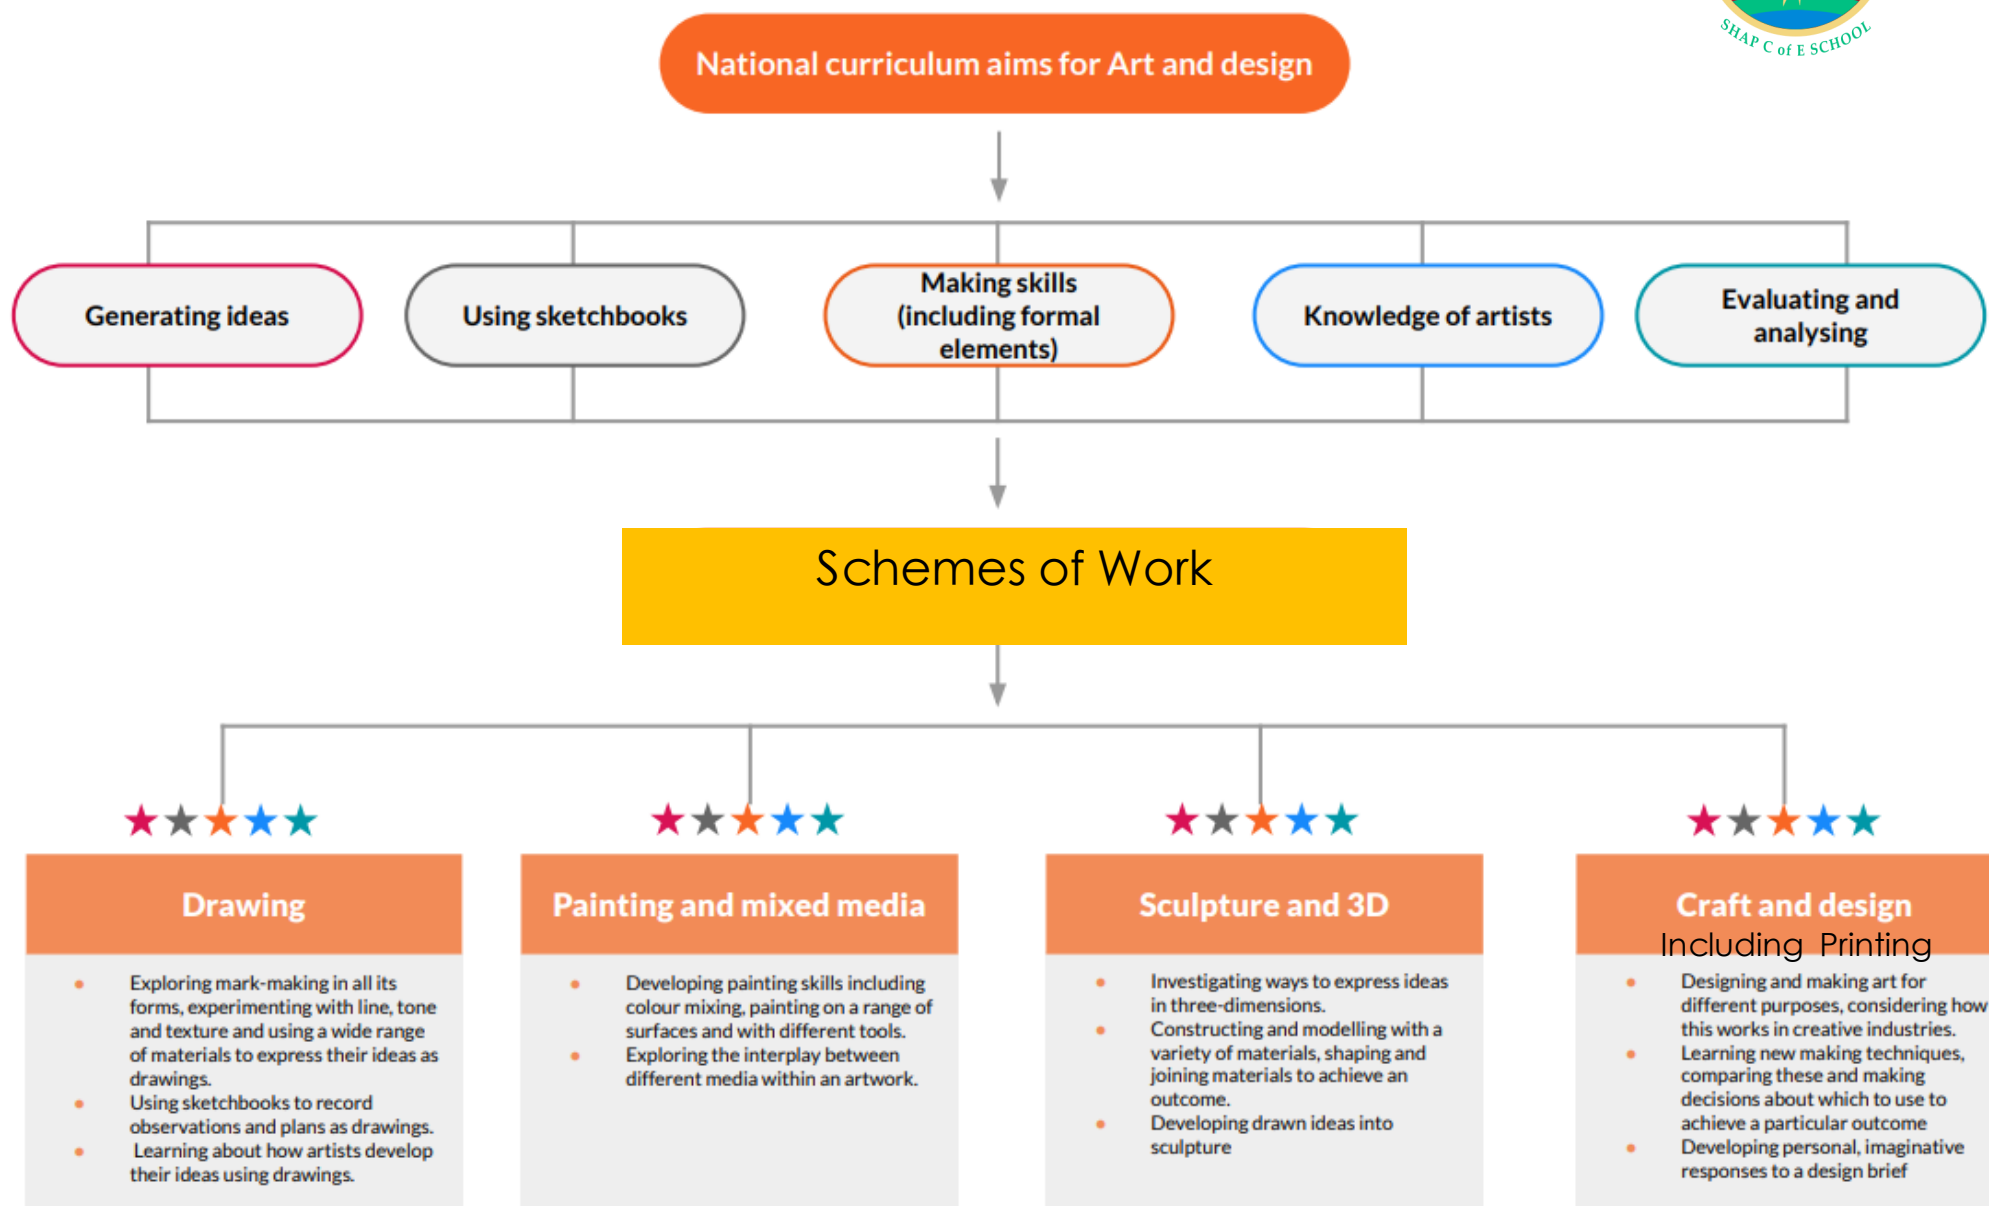 SHAP C of E SCHOOL
National curriculum aims for Art and design
Generating ideas
Using sketchbooks
Making skills
(including formal
elements)
Knowledge of artists
Evaluating and
analysing
Schemes of Work
Drawing
• Exploring mark-making in all its
forms, experimenting with line, tone
and texture and using a wide range
of materials to express their ideas as
drawings.
• Using sketchbooks to record
observations and plans as drawings.
• Learning about how artists develop
their ideas using drawings.
Painting and mixed media
• Developing painting skills including
colour mixing, painting on a range of
surfaces and with different tools.
• Exploring the interplay between
different media within an artwork.
Sculpture and 3D
• Investigating ways to express ideas
in three-dimensions.
• Constructing and modelling with a
variety of materials, shaping and
joining materials to achieve an
outcome.
• Developing drawn ideas into
sculpture
Craft and design
Including Printing
• Designing and making art for
different purposes, considering how
this works in creative industries.
• Learning new making techniques,
comparing these and making
decisions about which to use to
achieve a particular outcome
• Developing personal, imaginative
responses to a design brief